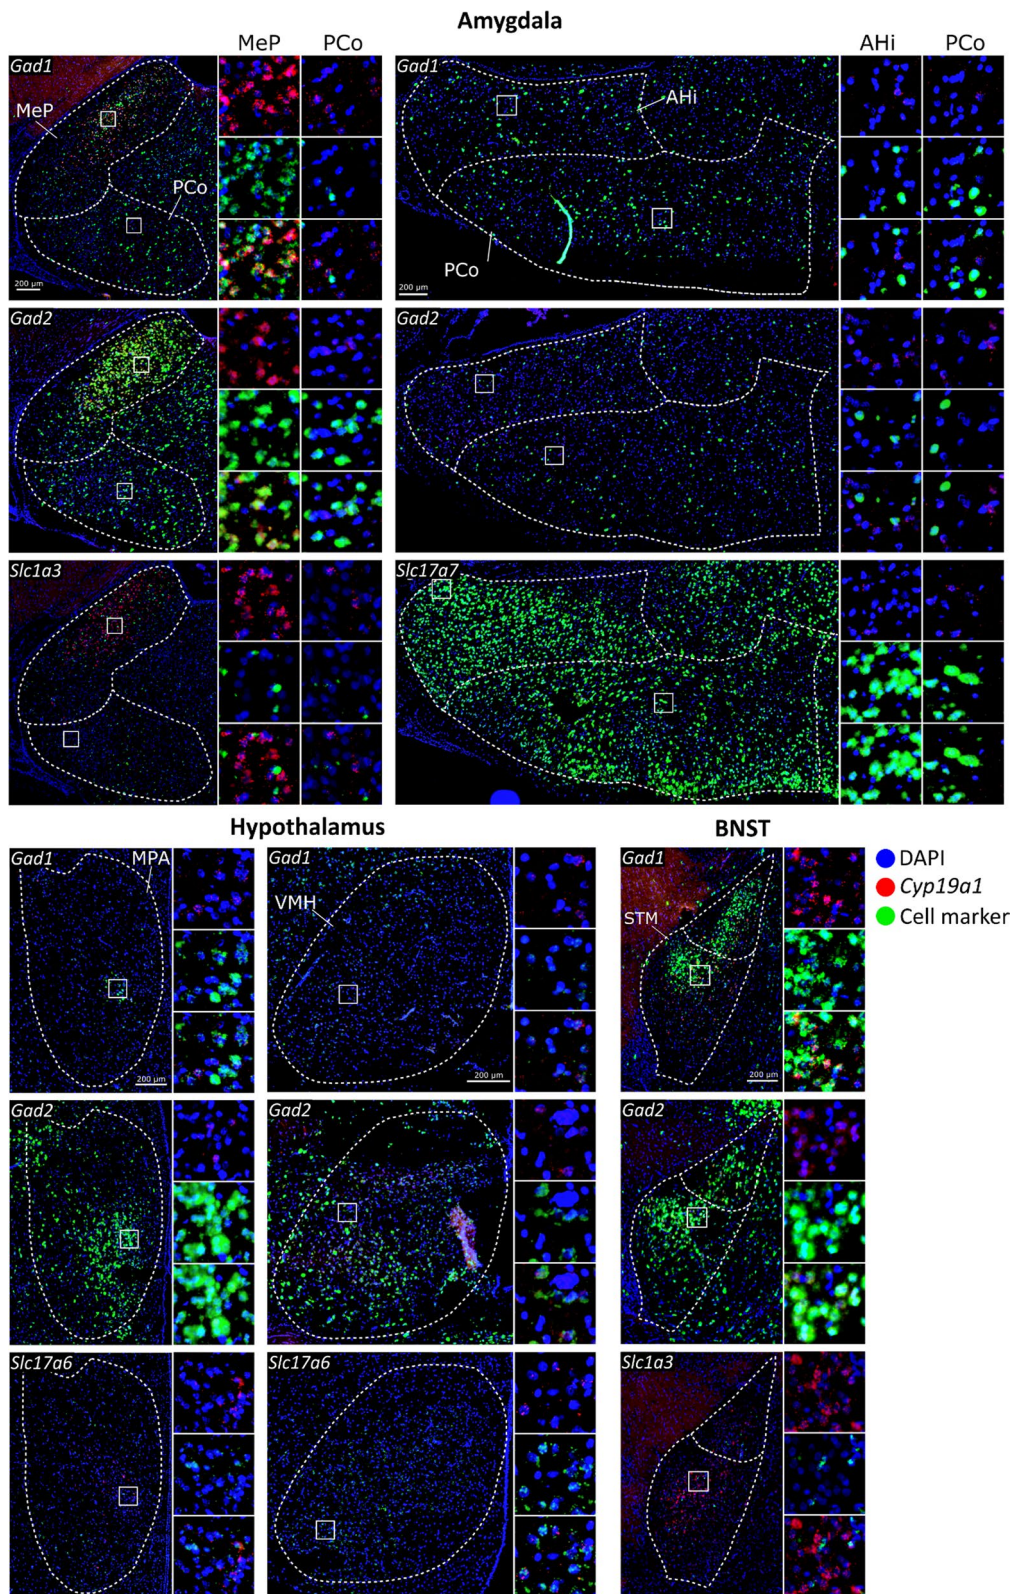 Amygdala
MeP PCo AHi PCo
Gad1 Gad1
MeP AHi
PCo
PCo
200 µm 200 µm
Gad2 Gad2
Slc1a3 Slc17a7
Hypothalamus BNST
Gad1 MPA Gad1 Gad1
DAPI
Cyp19a1
Cell marker
VMH STM
200 µm 200 µm 200 µm
Gad2 Gad2 Gad2
Slc17a6 Slc17a6 Slc1a3